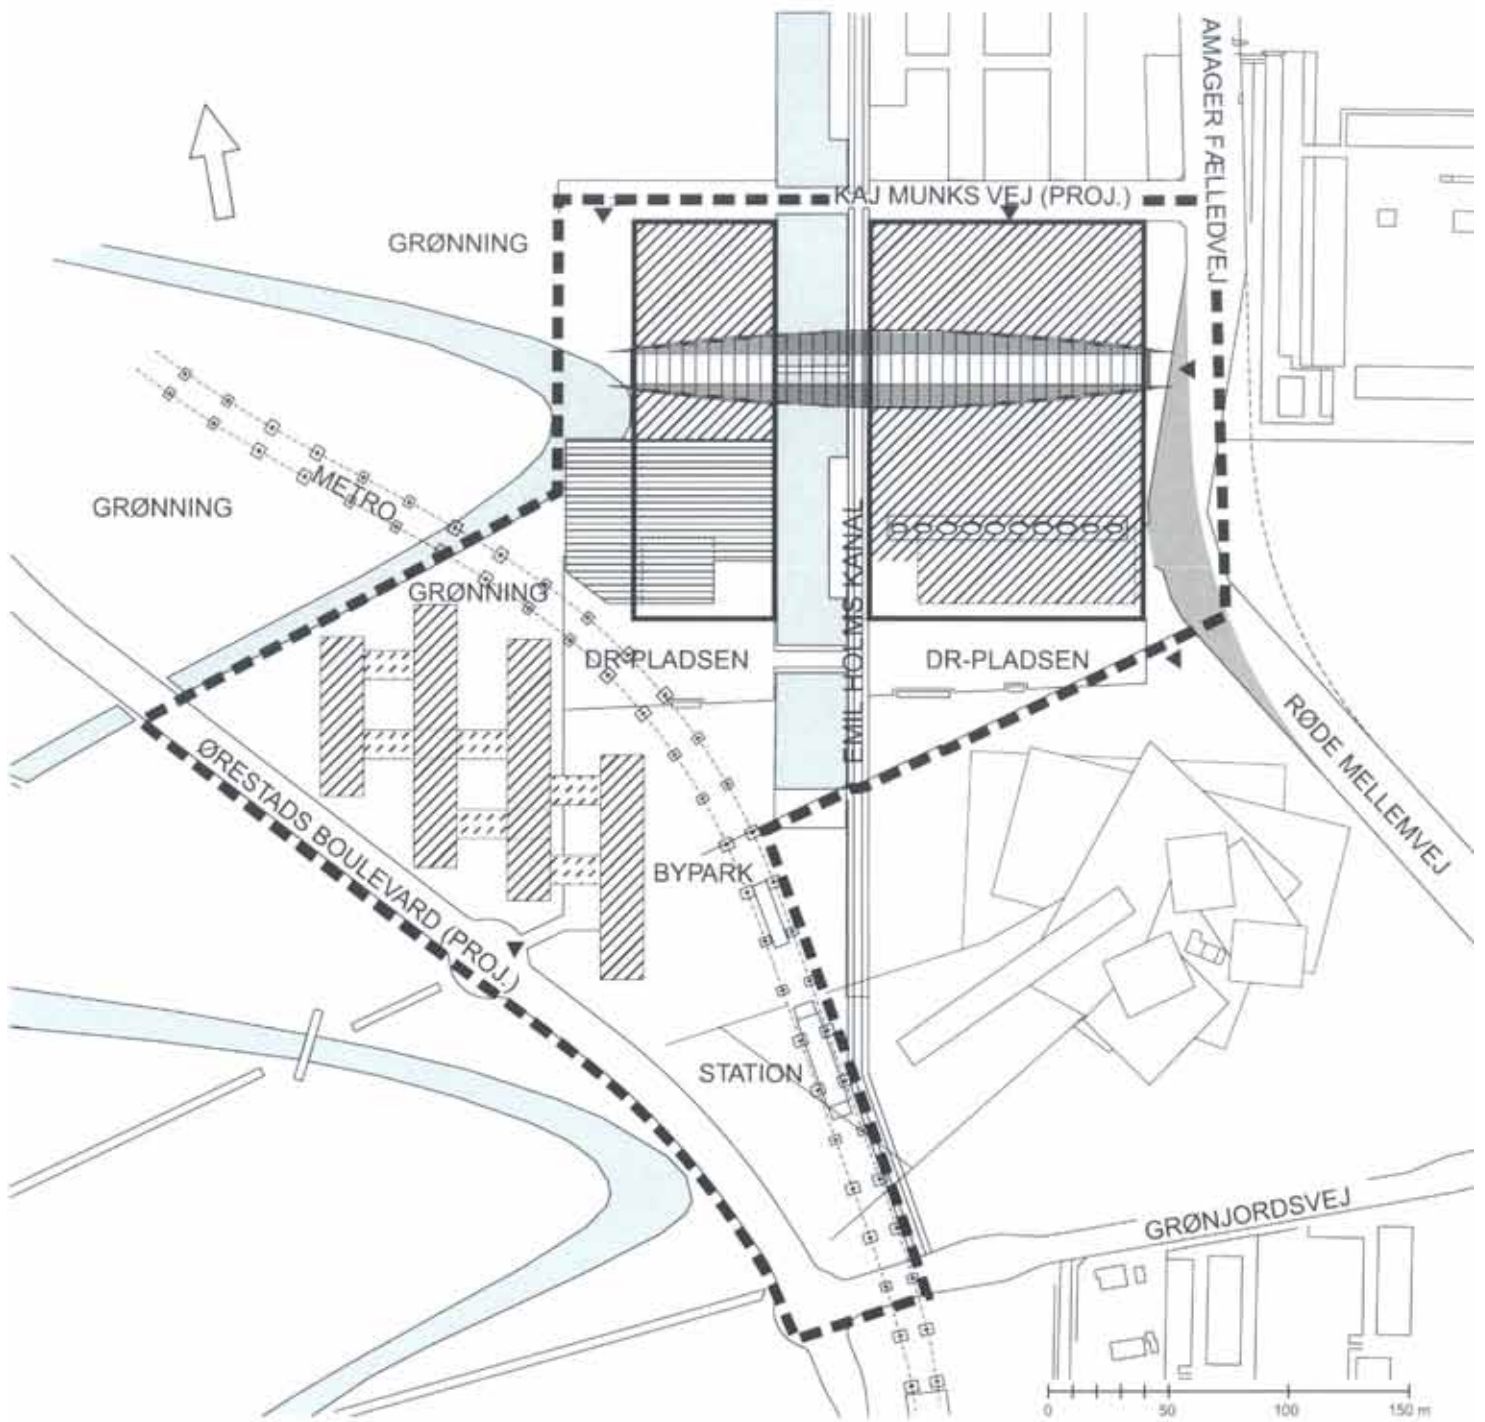 AMAGER FÆLLEDVEJ
KAJ MUNKS VEJ (PROJ.)
GRØNNING
GRØNNING
METRO
GRØNNING
EMIL HOLMS KANAL
DR-PLADSEN
DR-PLADSEN
RØDE MELLEMVEJ
ØRESTADS BOULEVARD (PROJ.)
BYPARK
STATION
GRØNJORDSVEJ
0 50 100 150 m